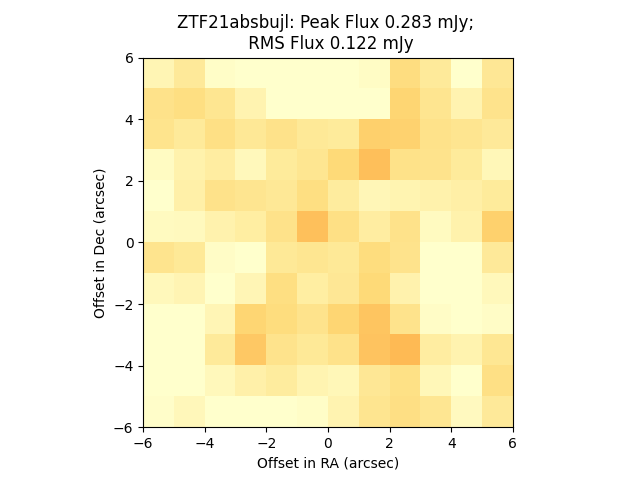 ZTF21absbujl: Peak Flux 0.283 mJy;
RMS Flux 0.122 mJy
6
4
2
0
−2
−4
−6
Offset in Dec (arcsec)
−6 −4 −2 0 2 4 6
Offset in RA (arcsec)